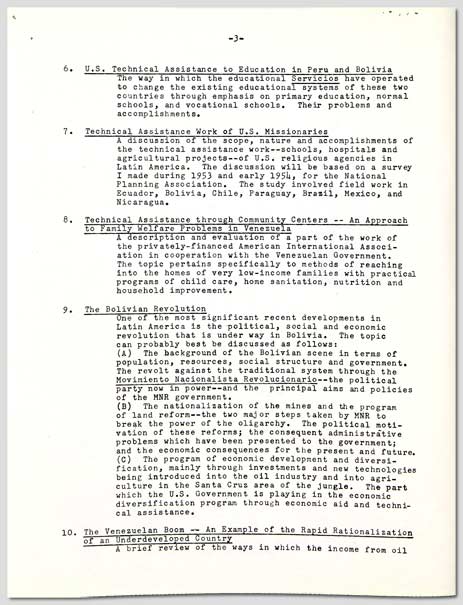 -3-
6. U.S. Technical Assistance to Education in Peru and Bolivia
The way in which the educational Servicios have operated
to change the existing educational systems of these two
countries through emphasis on primary education, normal
schools, and vocational schools. Their problems and
accomplishments.
7. Technical Assistance Work of U.S. Missionaries
A discussion of the scope, nature and accomplishments of
the technical assistance work--schools, hospitals and
agricultural projects--of U.S. religious agencies in
Latin America. The discussion will be based on a survey
I made during 1953 and early 1954, for the National
Planning Association. The study involved field work in
Ecuador, Bolivia, Chile, Paraguay, Brazil, Mexico, and
Nicaragua.
8. Technical Assistance through Community Centers -- An Approach
to Family Welfare Problems in Venezuela
A description and evaluation of a part of the work of
the privately-financed American International Associ-
ation in cooperation with the Venezuelan Government.
The topic pertains specifically to methods of reaching
into the homes of very low-income families with practical
programs of child care, home sanitation, nutrition and
household improvement.
9. The Bolivian Revolution
One of the most significant recent developments in
Latin America is the political, social and economic
revolution that is under way in Bolivia. The topic
can probably best be discussed as follows:
(A) The background of the Bolivian scene in terms of
population, resources, social structure and government.
The revolt against the traditional system through the
Movimiento Nacionalista Revolucionario--the political
party now in power--and the principal aims and policies
of the MNR government.
(B) The nationalization of the mines and the program
of land reform--the two major steps taken by MNR to
break the power of the oligarchy. The political moti-
vation of these reforms; the consequent administrative
problems which have been presented to the government;
and the economic consequences for the present and future.
(C) The program of economic development and diversi-
fication, mainly through investments and new technologies
being introduced into the oil industry and into agri-
culture in the Santa Cruz area of the jungle. The part
which the U.S. Government is playing in the economic
diversification program through economic aid and techni-
cal assistance.
10. The Venezuelan Boom -- An Example of the Rapid Rationalization
of an Underdeveloped Country
A brief review of the ways in which the income from oil